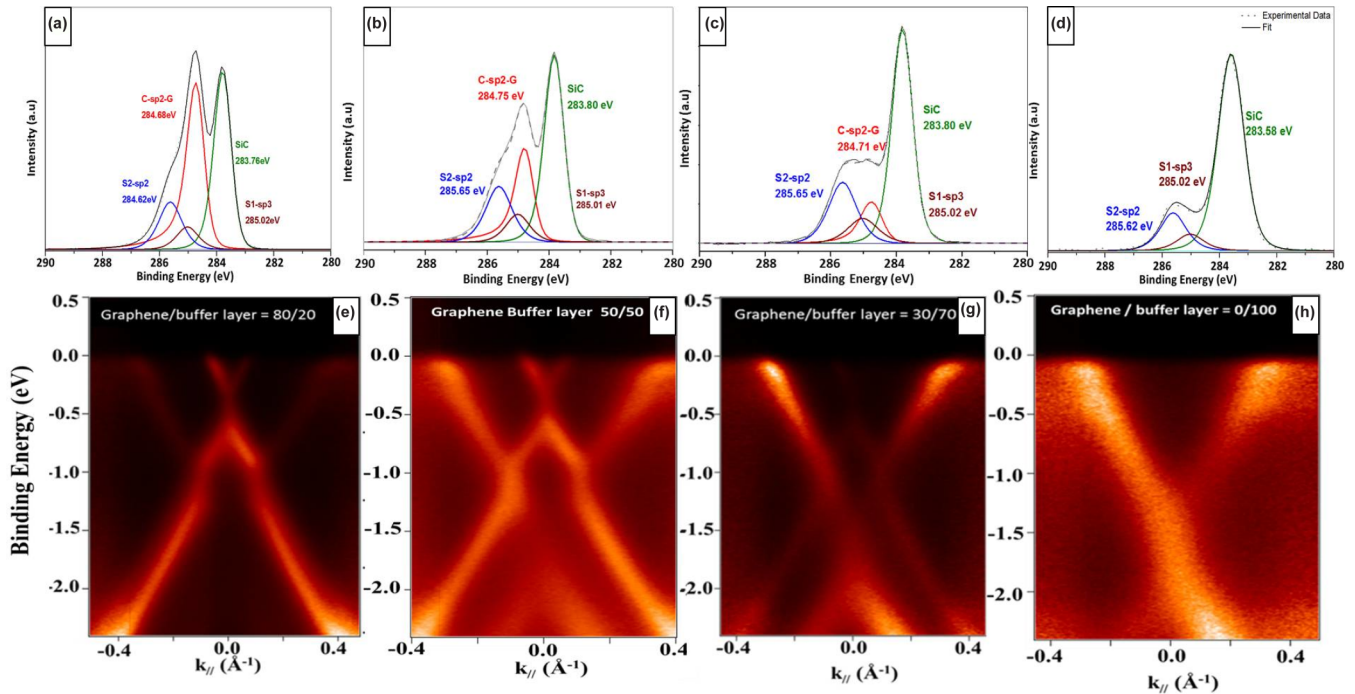 (a)
C-sp2-G
284.68eV
SiC
283.76eV
S2-sp2
284.62eV
S1-sp3
285.02eV
Intensity (a.u)
290 288 286 284 282 280
Binding Energy (eV)
(b)
C-sp2-G
284.75 eV
SiC
283.80 eV
S2-sp2
285.65 eV
S1-sp3
285.01 eV
Intensity (a.u)
290 288 286 284 282 280
Binding Energy (eV)
(c)
SiC
283.80 eV
C-sp2-G
284.71 eV
S2-sp2
285.65 eV
S1-sp3
285.02 eV
Intensity (a.u)
290 288 286 284 282 280
Binding Energy (eV)
(d)
Experimental Data
Fit
SiC
283.58 eV
S1-sp3
285.02 eV
S2-sp2
285.62 eV
Intensity (a.u)
290 288 286 284 282 280
Binding Energy (eV)
Binding Energy (eV)
Graphene/buffer layer = 80/20 (e)
0.5
0.0
-0.5
-1.0
-1.5
-2.0
-0.4 0.0 0.4
k// (Å-1)
Graphene Buffer layer 50/50 (f)
0.5
0.0
-0.5
-1.0
-1.5
-2.0
-0.4 0.0 0.4
k// (Å-1)
Graphene/buffer layer = 30/70 (g)
0.5
0.0
-0.5
-1.0
-1.5
-2.0
-0.4 0.0 0.4
k// (Å-1)
Graphene / buffer layer = 0/100 (h)
0.5
0.0
-0.5
-1.0
-1.5
-2.0
-0.4 0.0 0.4
k// (Å-1)